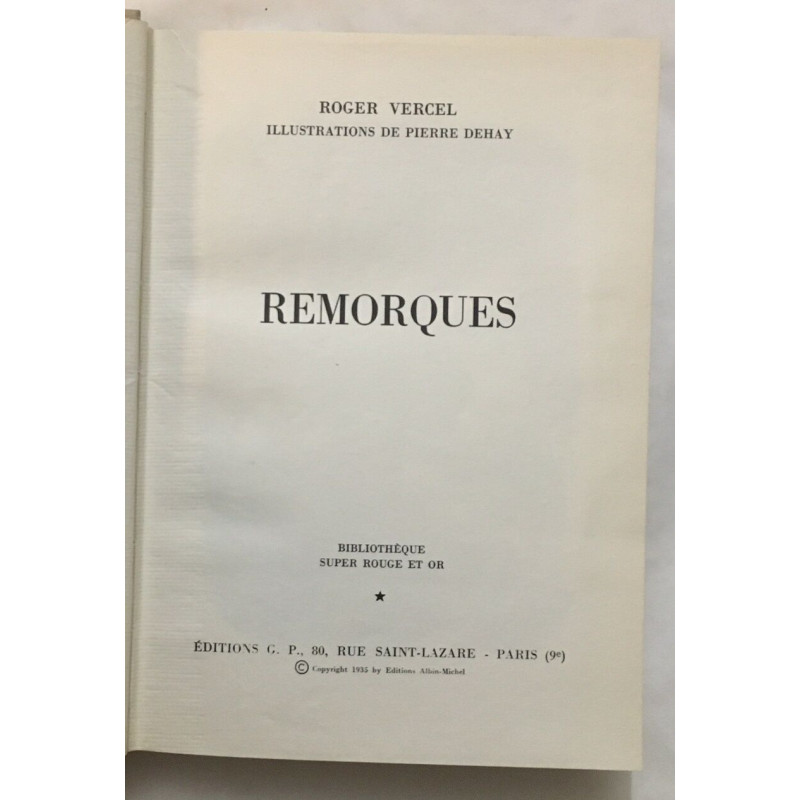 ROGER VERCEL
ILLUSTRATIONS DE PIERRE DEHAY
REMORQUES
BIBLIOTHÈQUE
SUPER ROUGE ET OR
★
ÉDITIONS G. P., 80, RUE SAINT-LAZARE - PARIS (9e)
© Copyright 1935 by Editions Albin-Michel